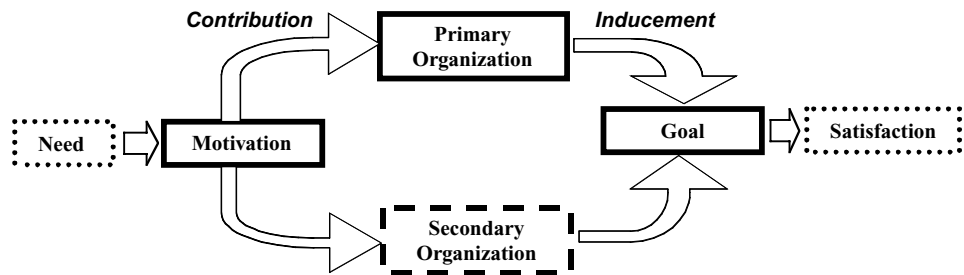 Contribution
Inducement
Primary
Organization
Need
Motivation
Goal
Satisfaction
Secondary
Organization